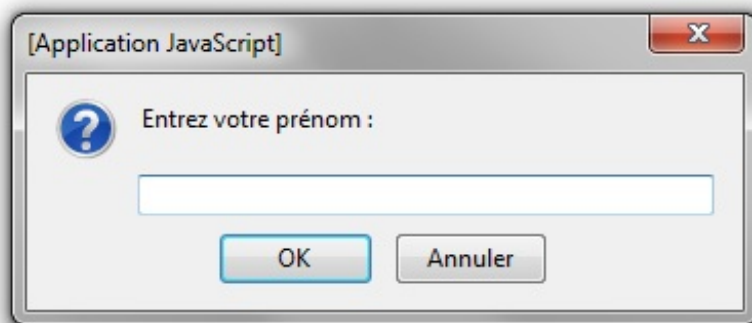 [Application JavaScript]
Entrez votre prénom :
OK
Annuler